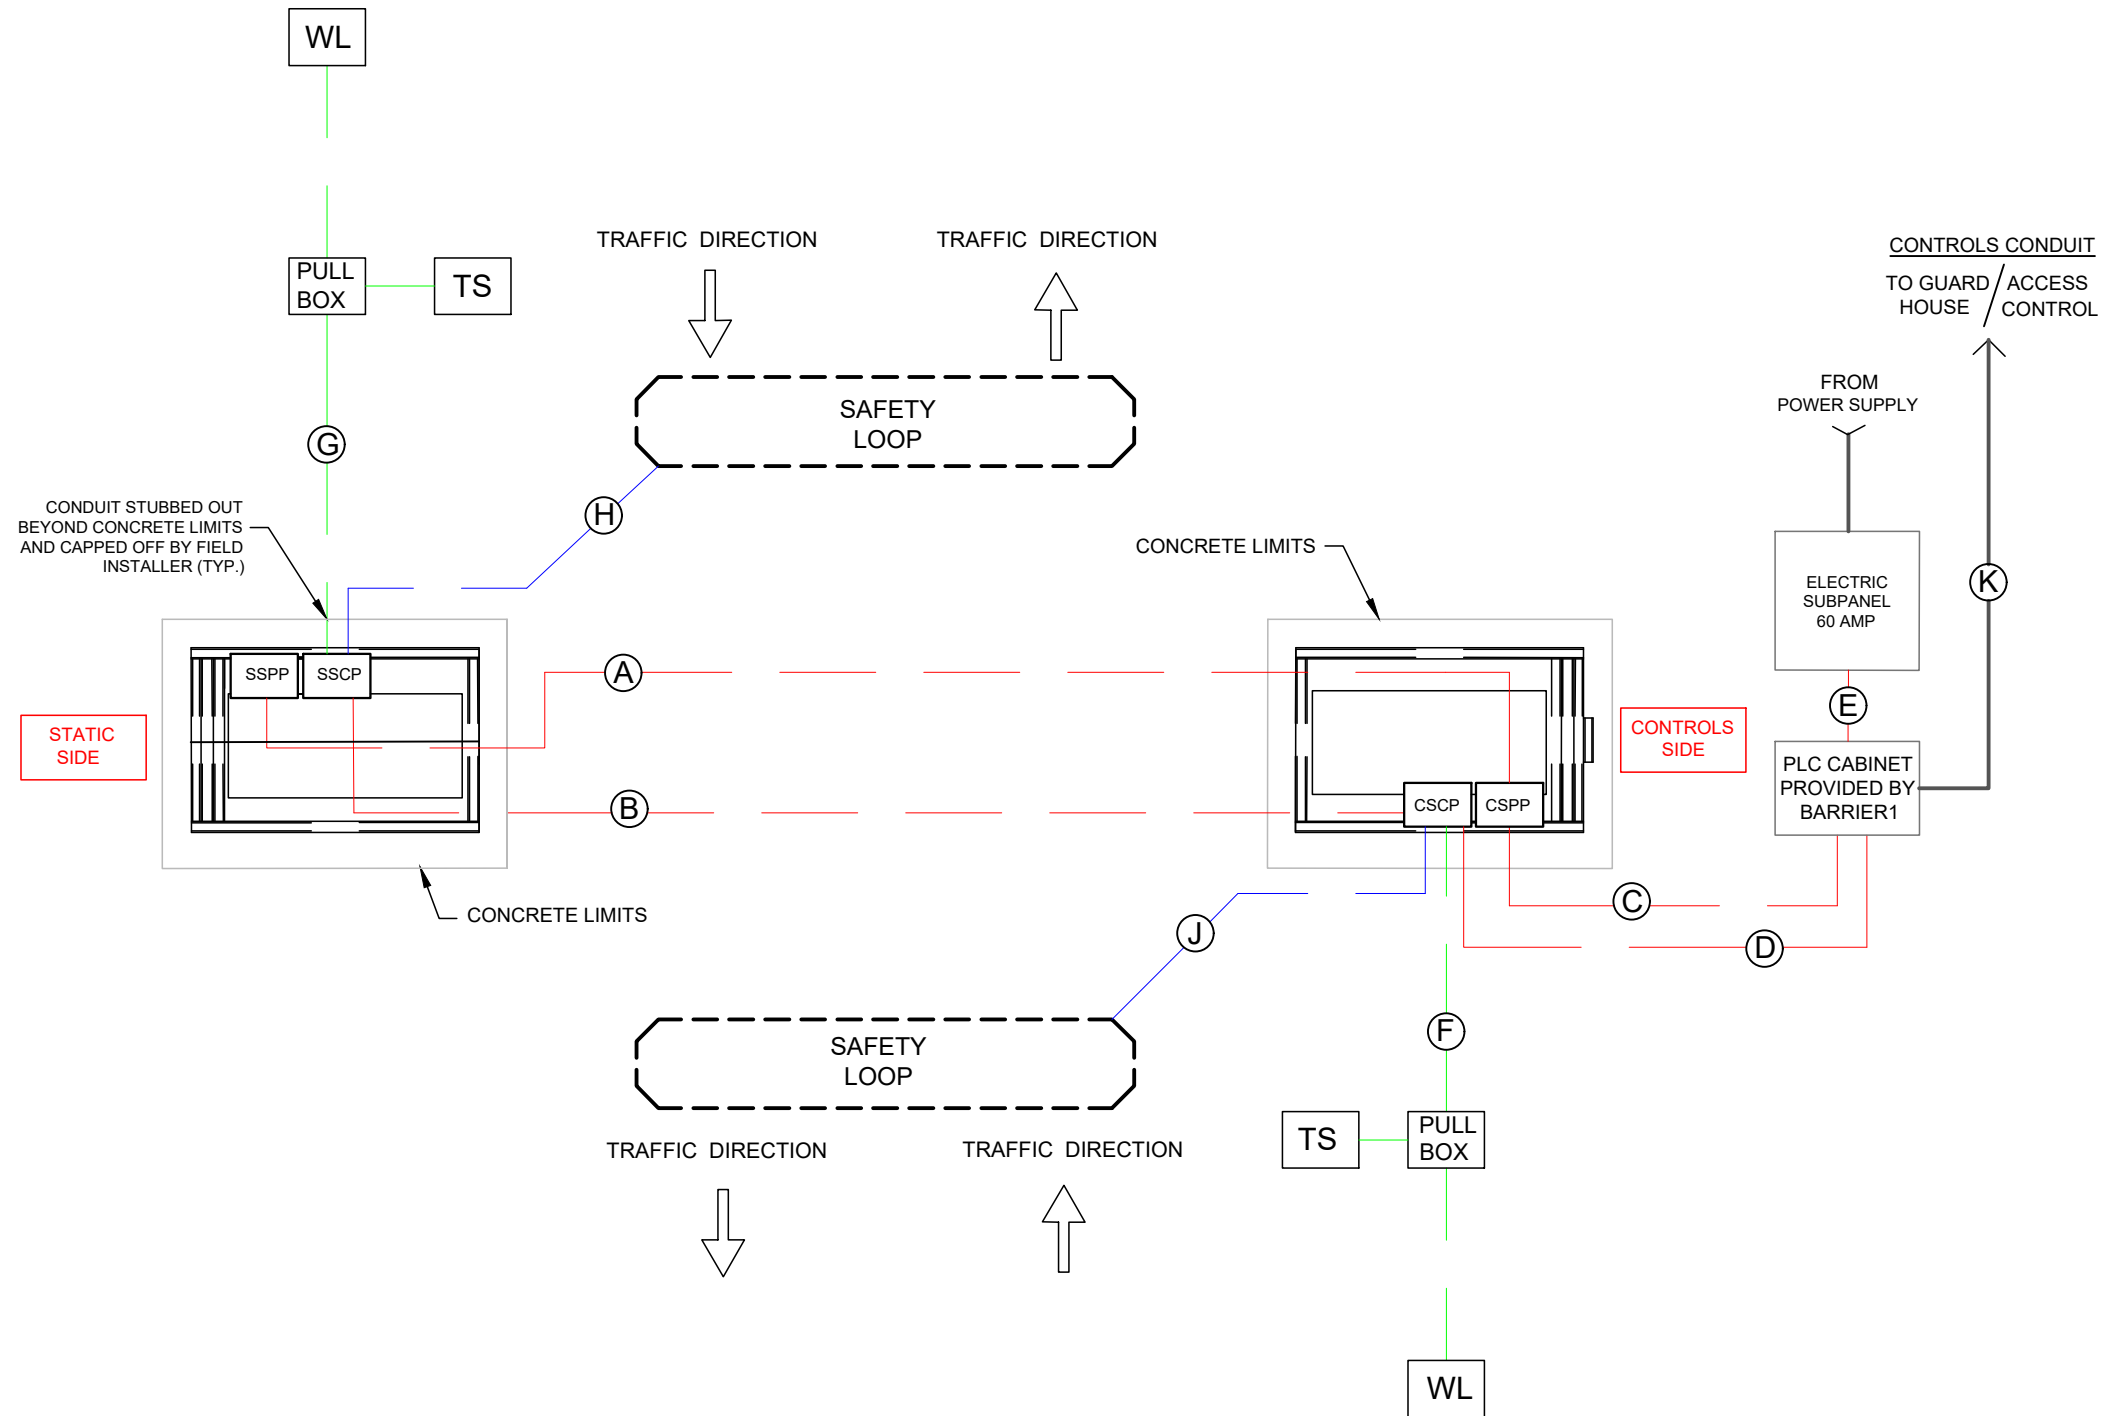 WL
TRAFFIC DIRECTION
TRAFFIC DIRECTION
CONTROLS CONDUIT
TO GUARD / ACCESS
HOUSE CONTROL
PULL
BOX
TS
FROM
POWER SUPPLY
SAFETY
LOOP
G
H
CONDUIT STUBBED OUT
BEYOND CONCRETE LIMITS
AND CAPPED OFF BY FIELD
INSTALLER (TYP.)
CONCRETE LIMITS
ELECTRIC
SUBPANEL
60 AMP
K
SSPP
SSCP
A
E
STATIC
SIDE
CONTROLS
SIDE
PLC CABINET
PROVIDED BY
BARRIER1
B
CSCP
CSPP
CONCRETE LIMITS
C
J
D
F
SAFETY
LOOP
TRAFFIC DIRECTION
TRAFFIC DIRECTION
TS
PULL
BOX
WL